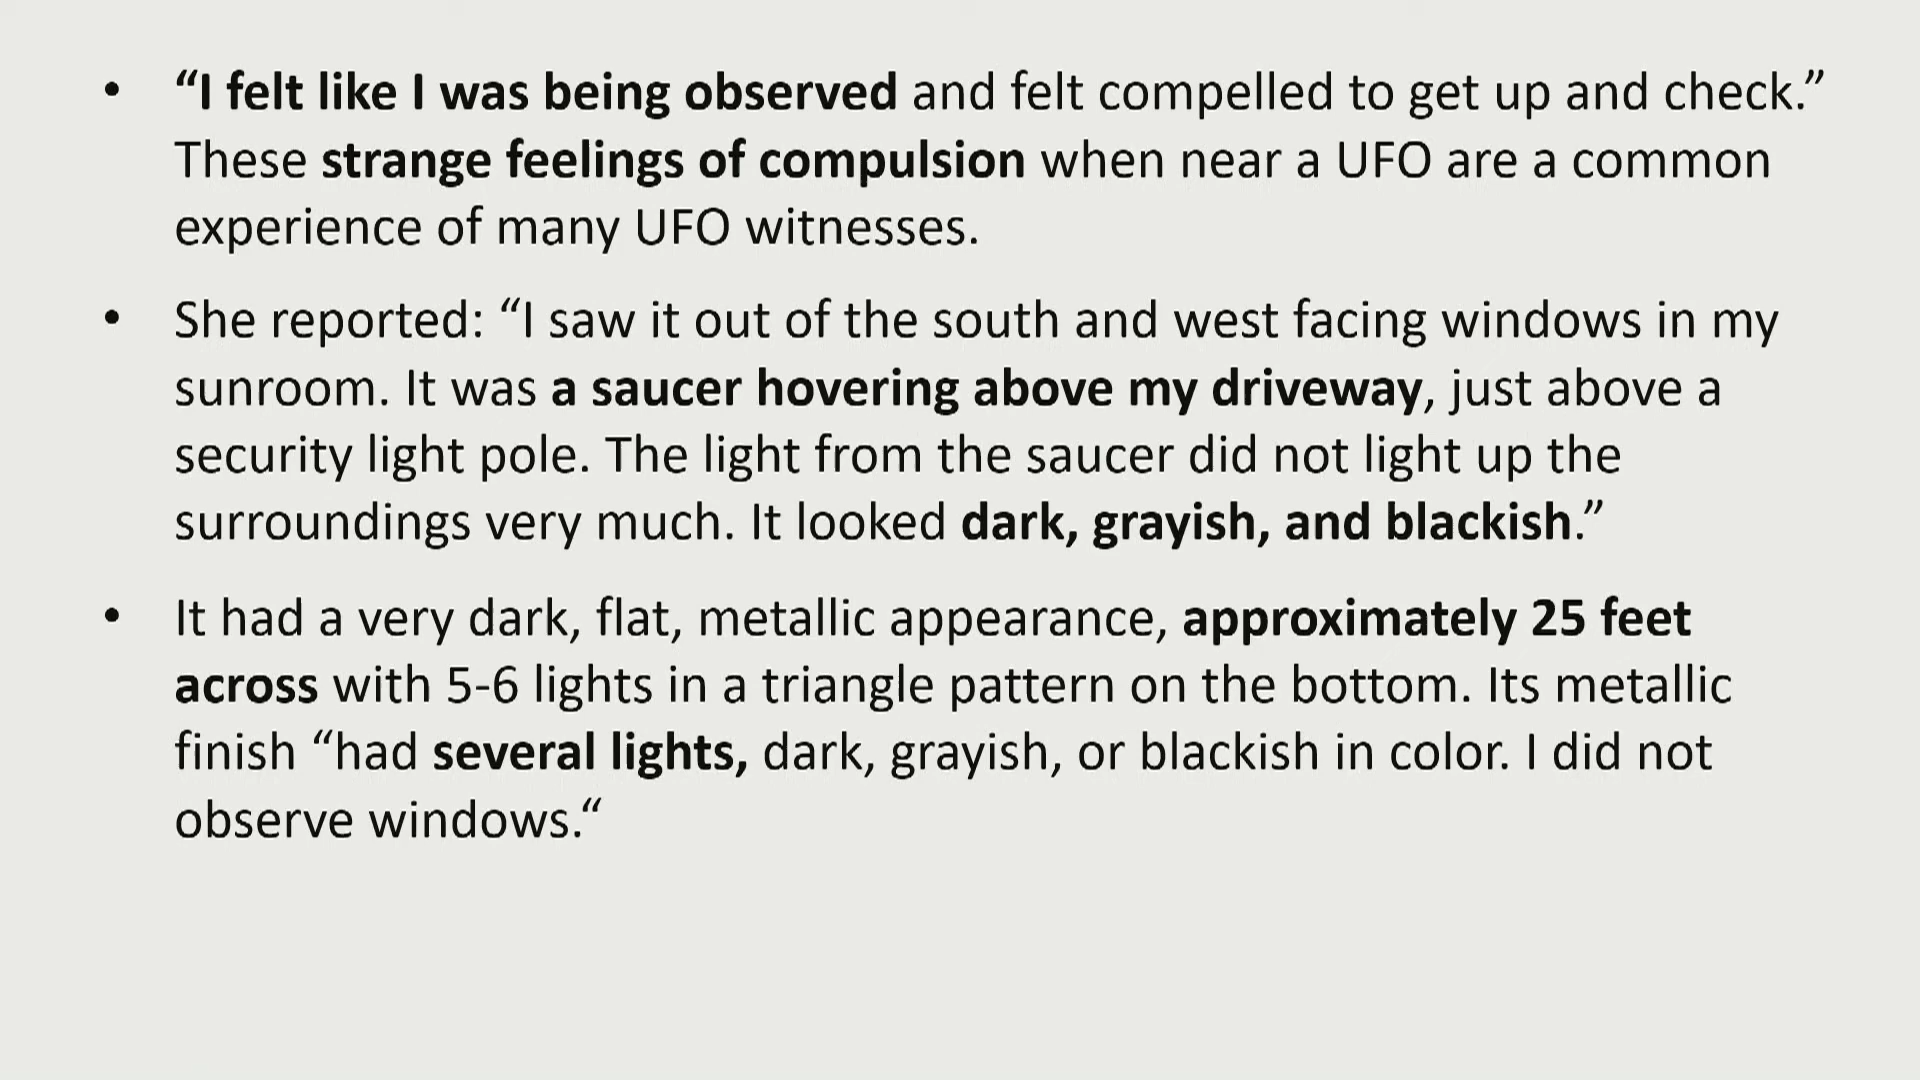 • “I felt like I was being observed and felt compelled to get up and check.”
These strange feelings of compulsion when near a UFO are a common
experience of many UFO witnesses.
• She reported: “I saw it out of the south and west facing windows in my
sunroom. It was a saucer hovering above my driveway, just above a
security light pole. The light from the saucer did not light up the
surroundings very much. It looked dark, grayish, and blackish.”
• It had a very dark, flat, metallic appearance, approximately 25 feet
across with 5-6 lights in a triangle pattern on the bottom. Its metallic
finish “had several lights, dark, grayish, or blackish in color. I did not
observe windows.“